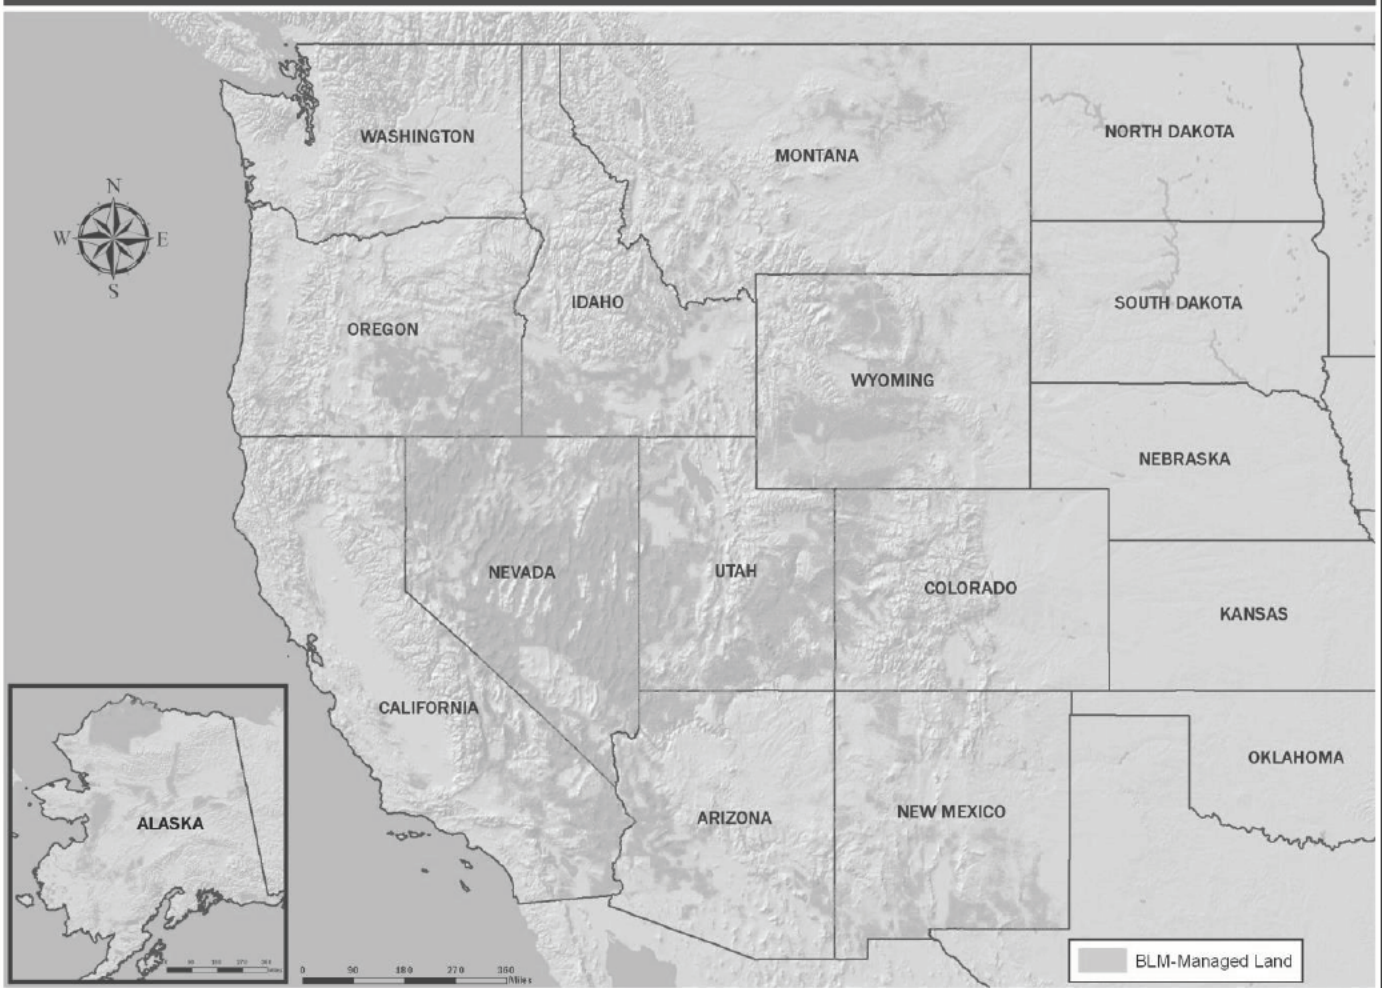 WASHINGTON
MONTANA
NORTH DAKOTA
N
W E
S
IDAHO
SOUTH DAKOTA
OREGON
WYOMING
NEBRASKA
NEVADA
UTAH
COLORADO
KANSAS
CALIFORNIA
OKLAHOMA
ALASKA
ARIZONA
NEW MEXICO
BLM-Managed Land
0 90 180 270 360
Miles